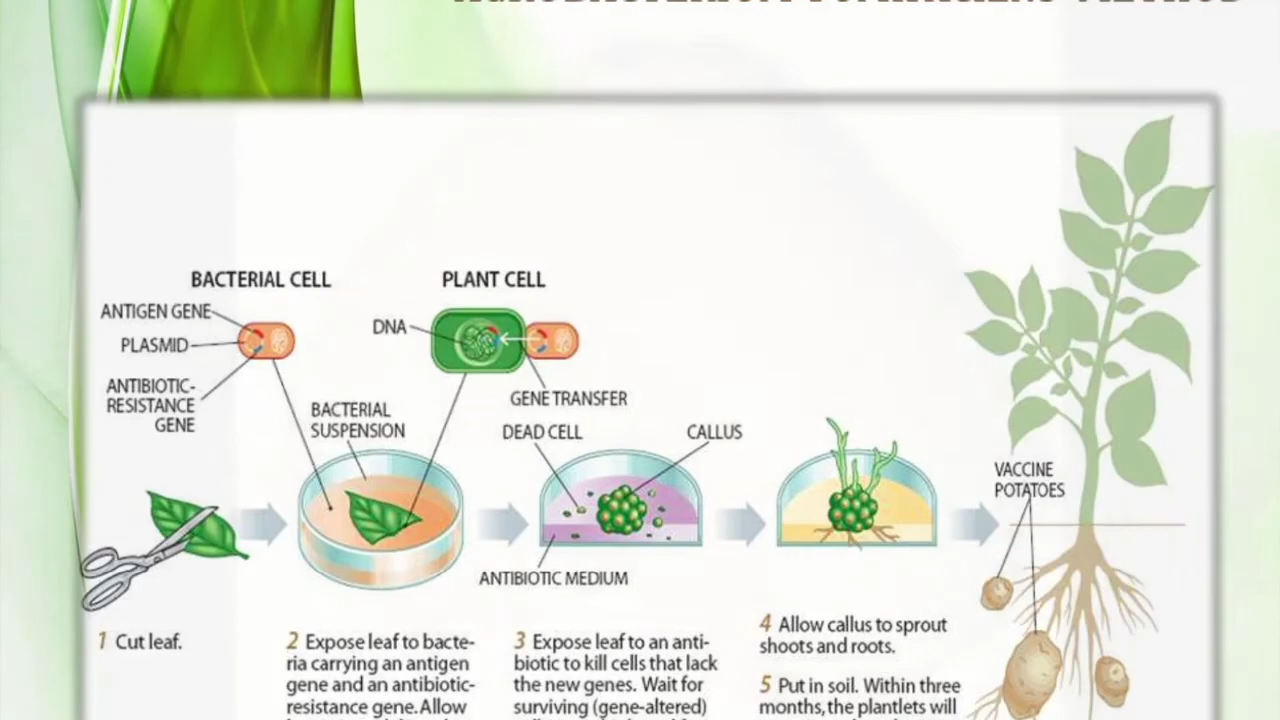 BACTERIAL CELL
PLANT CELL
ANTIGEN GENE
PLASMID
ANTIBIOTIC-
RESISTANCE
GENE
DNA
GENE TRANSFER
BACTERIAL
SUSPENSION
DEAD CELL
CALLUS
ANTIBIOTIC MEDIUM
VACCINE
POTATOES
1 Cut leaf.
2 Expose leaf to bacte-
ria carrying an antigen
gene and an antibiotic-
resistance gene. Allow
3 Expose leaf to an anti-
biotic to kill cells that lack
the new genes. Wait for
surviving (gene-altered)
4 Allow callus to sprout
shoots and roots.
5 Put in soil. Within three
months, the plantlets will